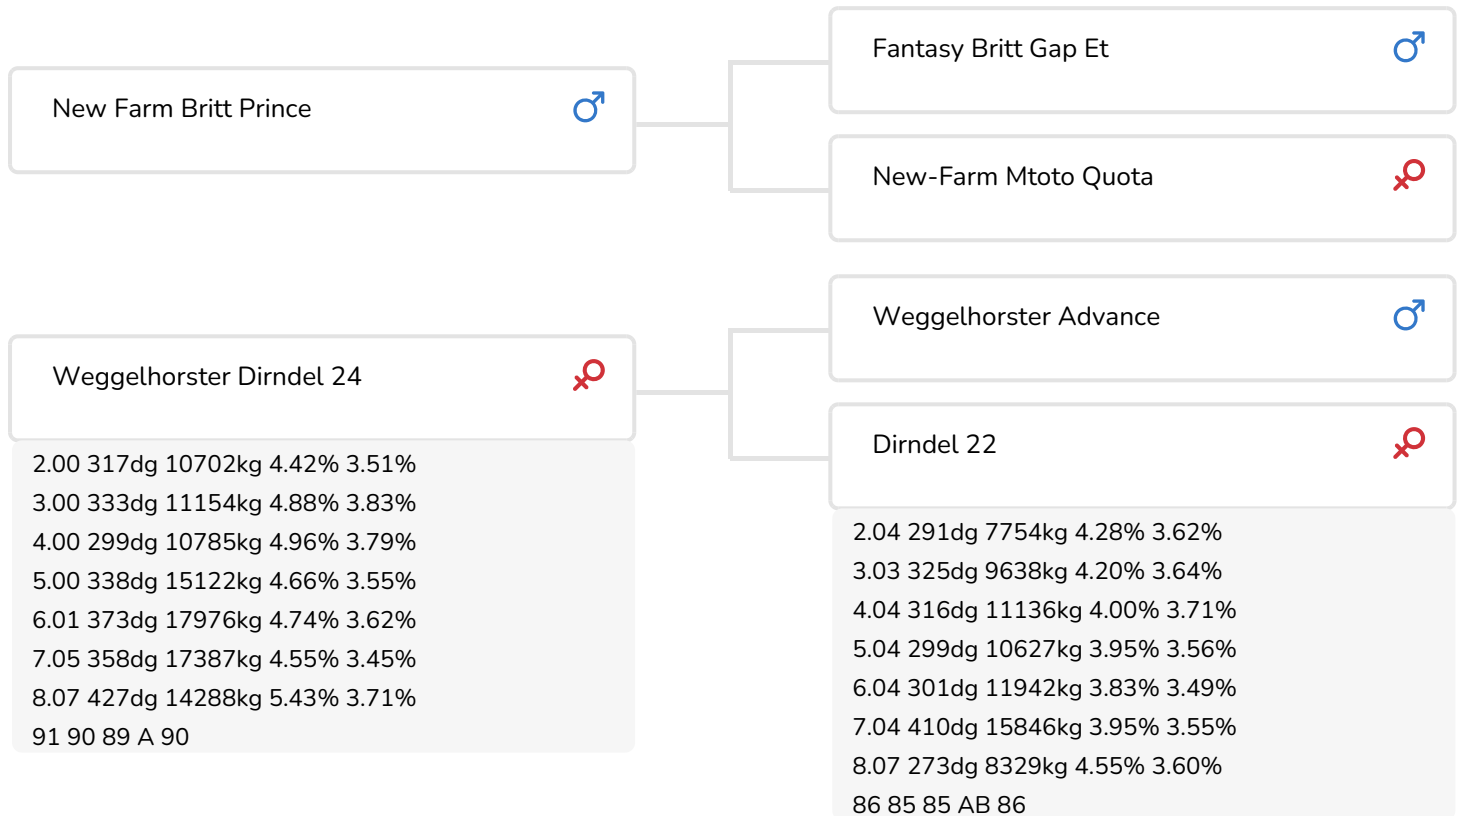 New Farm Britt Prince
Fantasy Britt Gap Et
New-Farm Mtoto Quota
Weggelhorster Dirndel 24
2.00 317dg 10702kg 4.42% 3.51%
3.00 333dg 11154kg 4.88% 3.83%
4.00 299dg 10785kg 4.96% 3.79%
5.00 338dg 15122kg 4.66% 3.55%
6.01 373dg 17976kg 4.74% 3.62%
7.05 358dg 17387kg 4.55% 3.45%
8.07 427dg 14288kg 5.43% 3.71%
91 90 89 A 90
Weggelhorster Advance
Dirndel 22
2.04 291dg 7754kg 4.28% 3.62%
3.03 325dg 9638kg 4.20% 3.64%
4.04 316dg 11136kg 4.00% 3.71%
5.04 299dg 10627kg 3.95% 3.56%
6.04 301dg 11942kg 3.83% 3.49%
7.04 410dg 15846kg 3.95% 3.55%
8.07 273dg 8329kg 4.55% 3.60%
86 85 85 AB 86